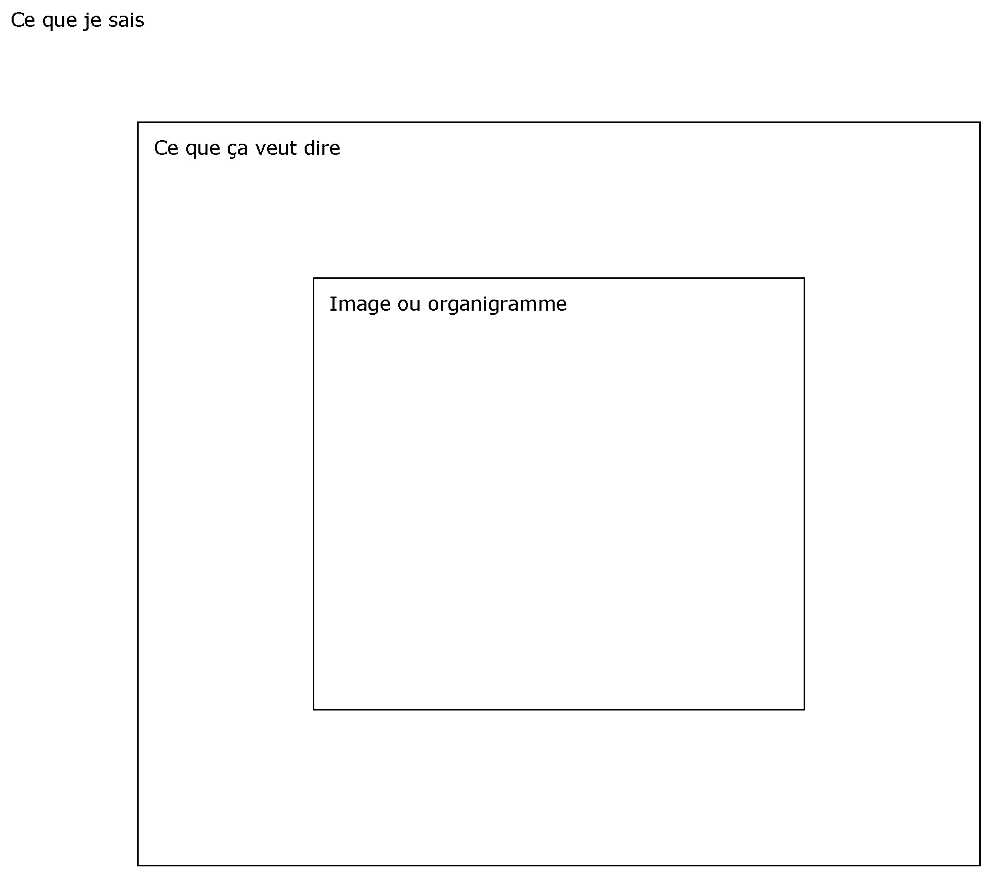 Ce que je sais
Ce que ça veut dire
Image ou organigramme